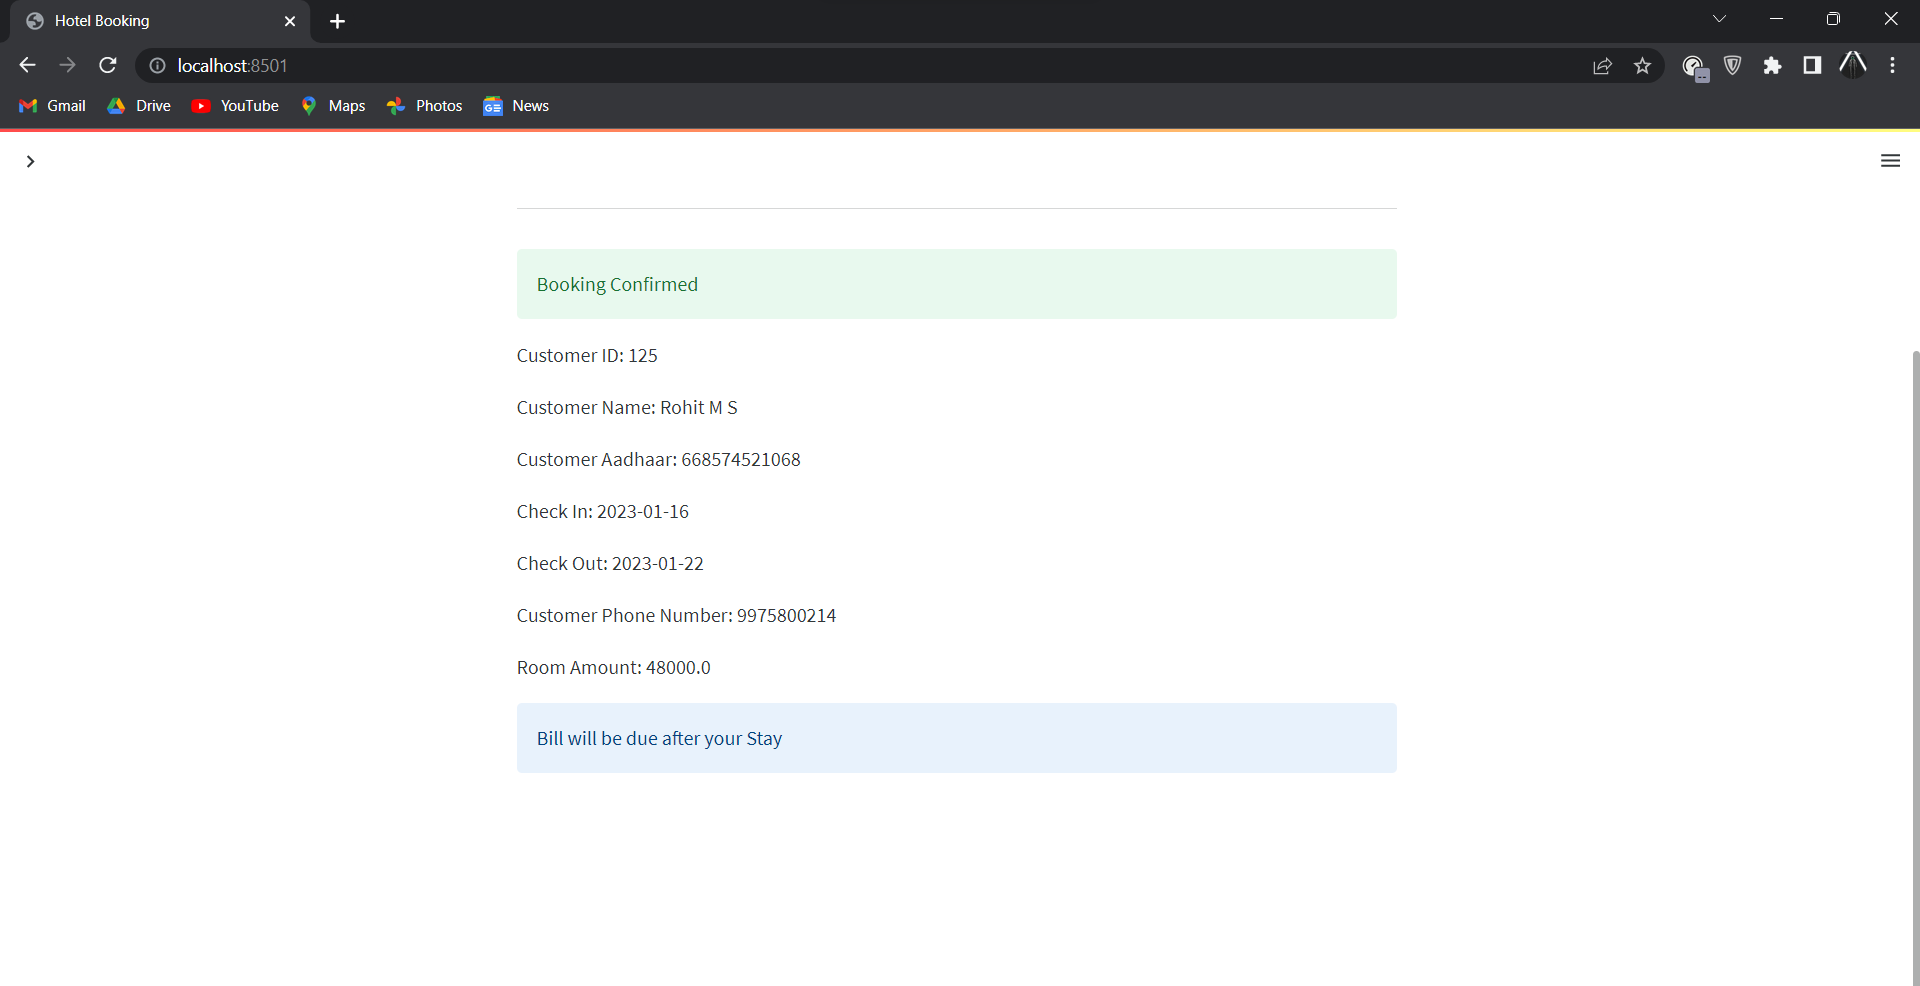 Hotel Booking
localhost:8501
Gmail Drive YouTube Maps Photos News
Booking Confirmed
Customer ID: 125
Customer Name: Rohit M S
Customer Aadhaar: 668574521068
Check In: 2023-01-16
Check Out: 2023-01-22
Customer Phone Number: 9975800214
Room Amount: 48000.0
Bill will be due after your Stay